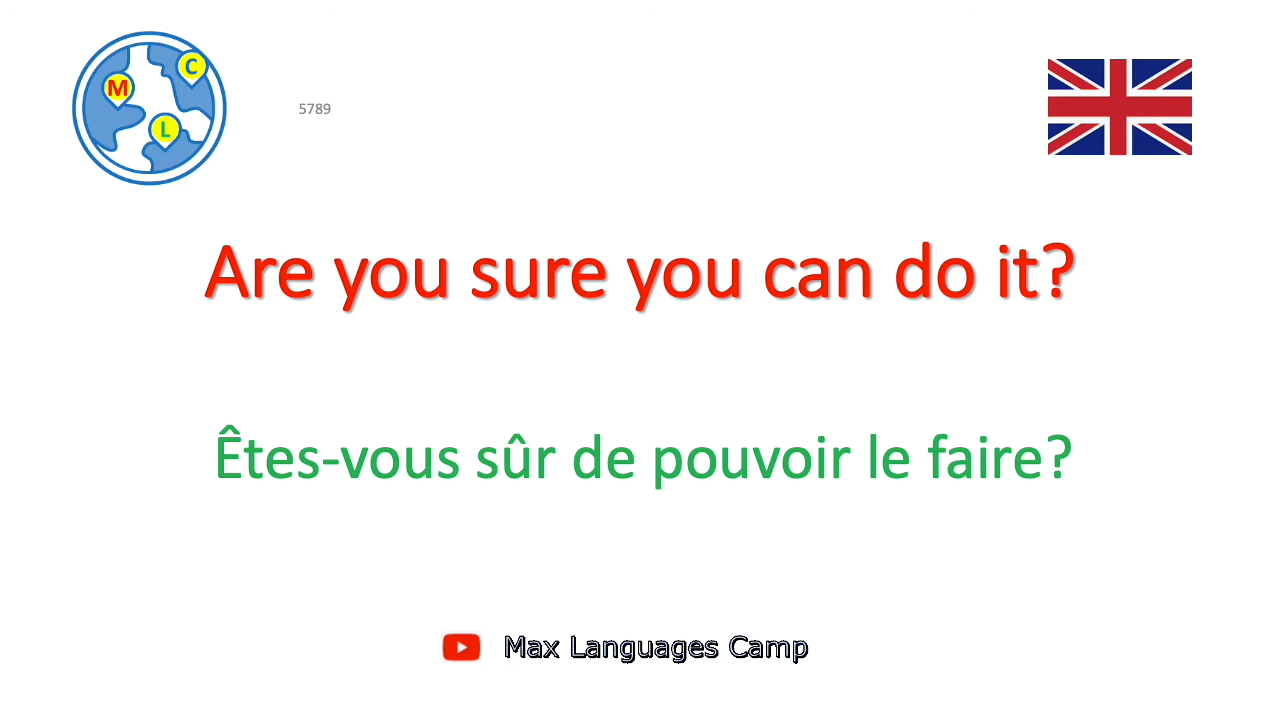 C
M
L
5789
Are you sure you can do it?
Êtes-vous sûr de pouvoir le faire?
Max Languages Camp